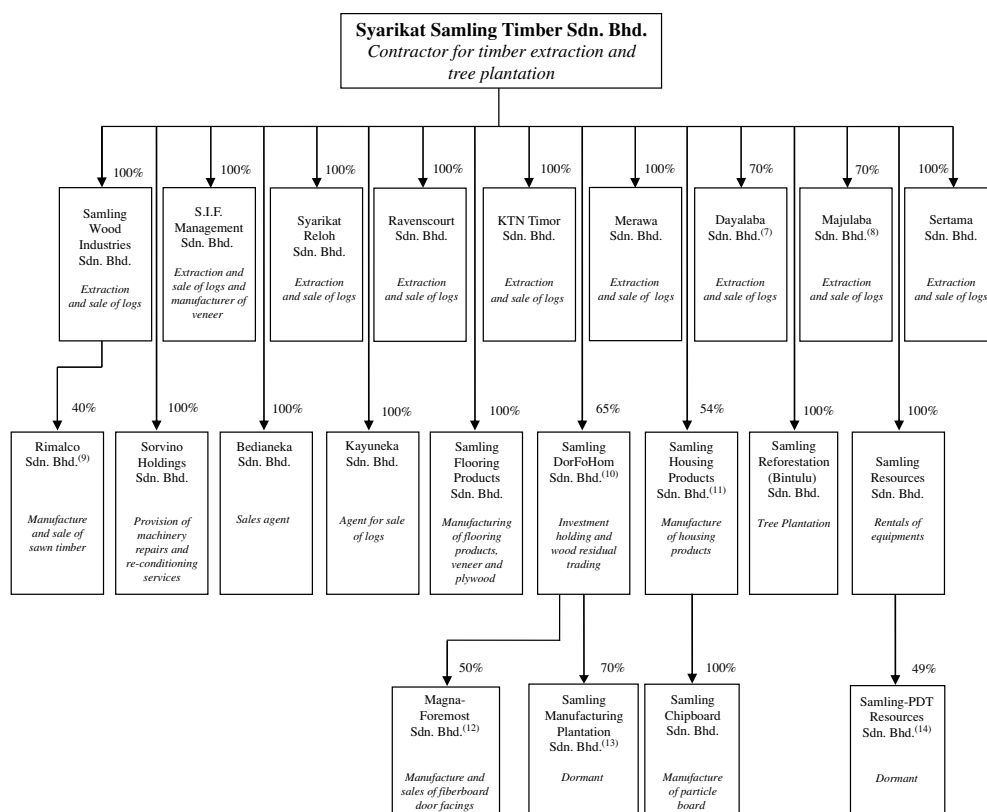 Syarikat Samling Timber Sdn. Bhd.
Contractor for timber extraction and
tree plantation
100%
100%
100%
100%
100%
100%
70%
70%
100%
Samling
Wood
Industries
Sdn. Bhd.
Extraction
and sale of logs
S.I.F.
Management
Sdn. Bhd.
Extraction and
sale of logs and
manufacturer of
veneer
Syarikat
Reloh
Sdn. Bhd.
Extraction
and sale of logs
Ravenscourt
Sdn. Bhd.
Extraction
and sale of logs
KTN Timor
Sdn. Bhd.
Extraction
and sale of logs
Merawa
Sdn. Bhd.
Extraction
and sale of logs
Dayalaba
Sdn. Bhd.(7)
Extraction
and sale of logs
Majulaba
Sdn. Bhd.(8)
Extraction
and sale of logs
Sertama
Sdn. Bhd.
Extraction
and sale of logs
40%
100%
100%
100%
100%
65%
54%
100%
100%
Rimalco
Sdn. Bhd.(9)
Manufacture
and sale of
sawn timber
Sorvino
Holdings
Sdn. Bhd.
Provision of
machinery
repairs and
re-conditioning
services
Bedianeka
Sdn. Bhd.
Sales agent
Kayuneka
Sdn. Bhd.
Agent for sale
of logs
Samling
Flooring
Products
Sdn. Bhd.
Manufacturing
of flooring
products,
veneer and
plywood
Samling
DorFoHom
Sdn. Bhd.(10)
Investment
holding and
wood residual
trading
Samling
Housing
Products
Sdn. Bhd.(11)
Manufacture
of housing
products
Samling
Reforestation
(Bintulu)
Sdn. Bhd.
Tree Plantation
Samling
Resources
Sdn. Bhd.
Rentals of
equipments
50%
70%
100%
49%
Magna-
Foremost
Sdn. Bhd.(12)
Manufacture and
sales of fiberboard
door facings
Samling
Manufacturing
Plantation
Sdn. Bhd.(13)
Dormant
Samling
Chipboard
Sdn. Bhd.
Manufacture
of particle
board
Samling-PDT
Resources
Sdn. Bhd.(14)
Dormant